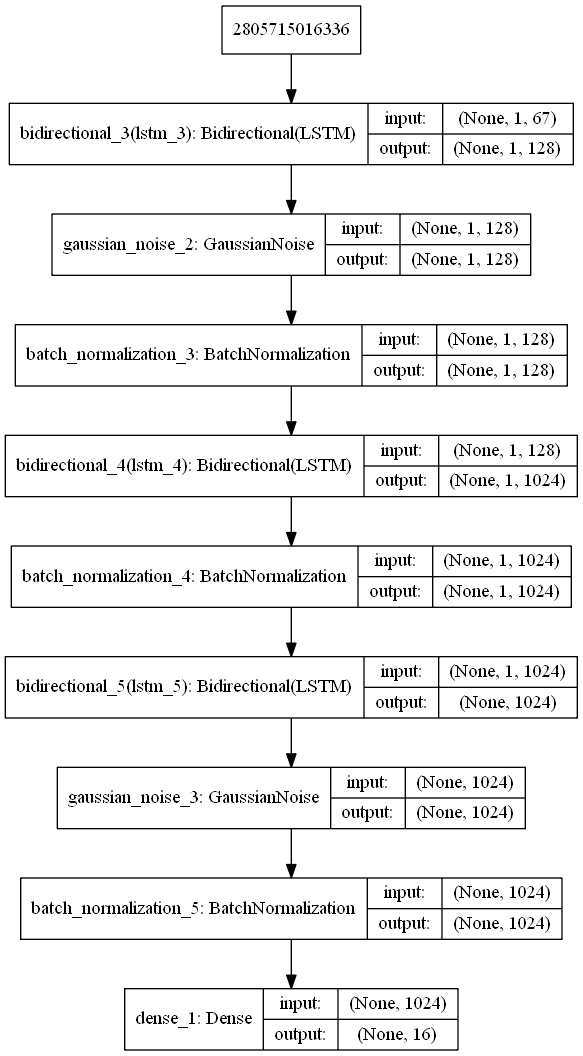 2805715016336
bidirectional_3(lstm_3): Bidirectional(LSTM)
input: (None, 1, 67)
output: (None, 1, 128)
gaussian_noise_2: GaussianNoise
input: (None, 1, 128)
output: (None, 1, 128)
batch_normalization_3: BatchNormalization
input: (None, 1, 128)
output: (None, 1, 128)
bidirectional_4(lstm_4): Bidirectional(LSTM)
input: (None, 1, 128)
output: (None, 1, 1024)
batch_normalization_4: BatchNormalization
input: (None, 1, 1024)
output: (None, 1, 1024)
bidirectional_5(lstm_5): Bidirectional(LSTM)
input: (None, 1, 1024)
output: (None, 1024)
gaussian_noise_3: GaussianNoise
input: (None, 1024)
output: (None, 1024)
batch_normalization_5: BatchNormalization
input: (None, 1024)
output: (None, 1024)
dense_1: Dense
input: (None, 1024)
output: (None, 16)